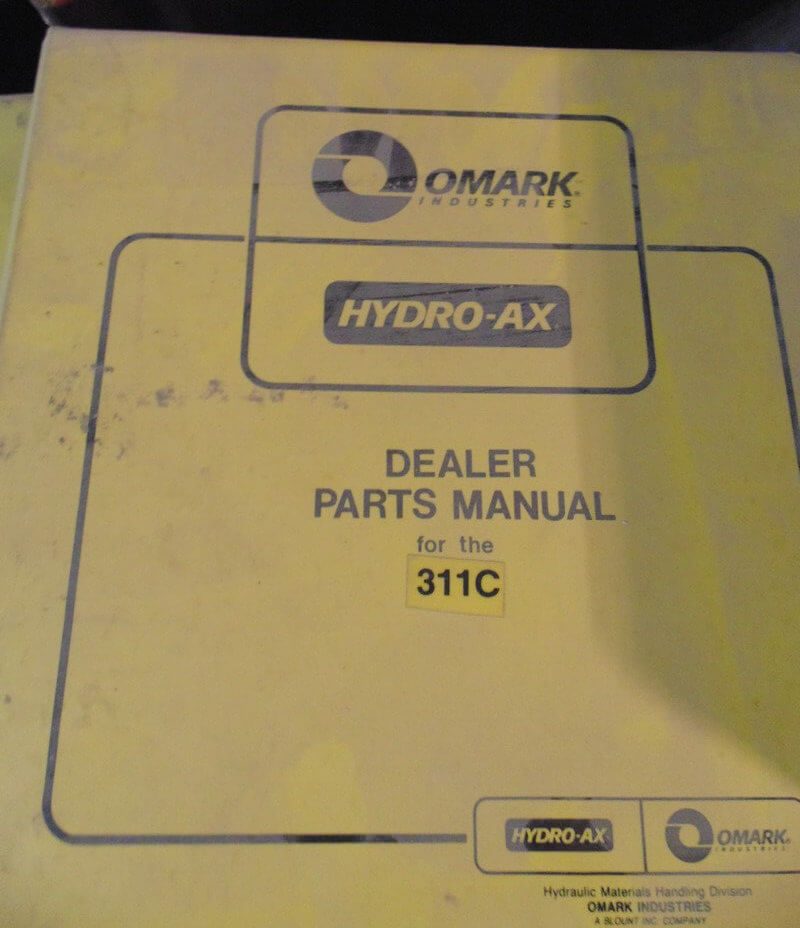 OMARK
INDUSTRIES
HYDRO-AX
DEALER
PARTS MANUAL
for the
311C
HYDRO-AX
OMARK
INDUSTRIES
Hydraulic Materials Handling Division
OMARK INDUSTRIES
A BLOUNT INC. COMPANY